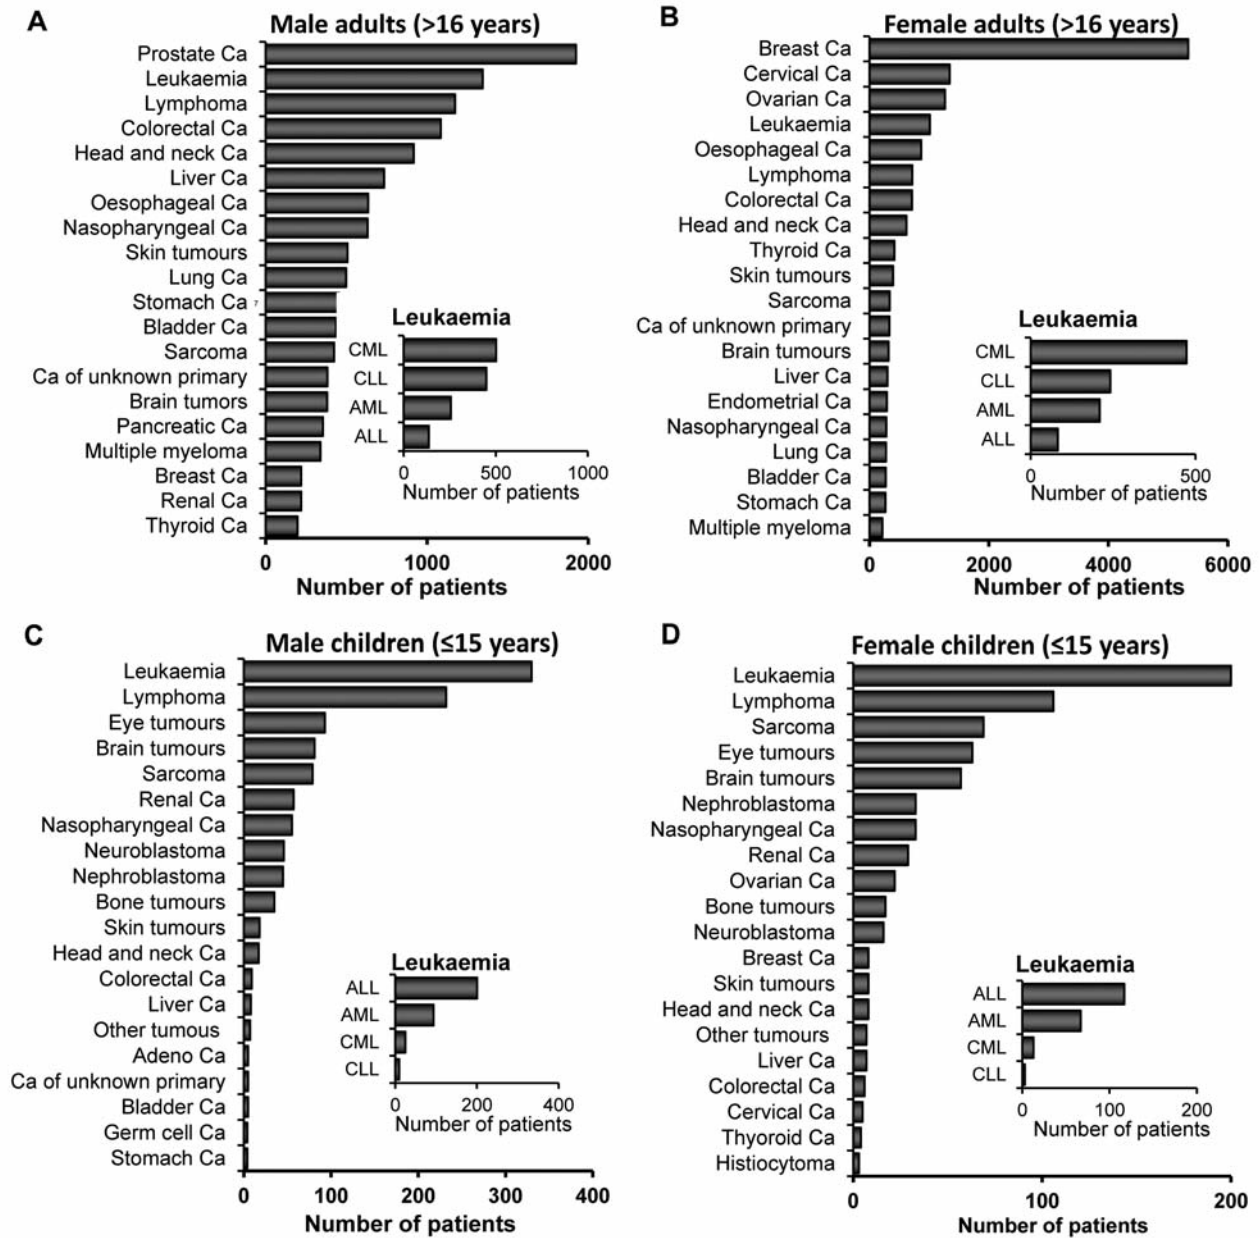 A
Male adults (>16 years)
Prostate Ca
Leukaemia
Lymphoma
Colorectal Ca
Head and neck Ca
Liver Ca
Oesophageal Ca
Nasopharyngeal Ca
Skin tumours
Lung Ca
Stomach Ca
Bladder Ca
Sarcoma
Ca of unknown primary
Brain tumors
Pancreatic Ca
Multiple myeloma
Breast Ca
Renal Ca
Thyroid Ca
0 1000 2000
Number of patients
Leukaemia
CML
CLL
AML
ALL
0 500 1000
Number of patients
B
Female adults (>16 years)
Breast Ca
Cervical Ca
Ovarian Ca
Leukaemia
Oesophageal Ca
Lymphoma
Colorectal Ca
Head and neck Ca
Thyroid Ca
Skin tumours
Sarcoma
Ca of unknown primary
Brain tumours
Liver Ca
Endometrial Ca
Nasopharyngeal Ca
Lung Ca
Bladder Ca
Stomach Ca
Multiple myeloma
0 2000 4000 6000
Number of patients
Leukaemia
CML
CLL
AML
ALL
0 500
Number of patients
C
Male children (≤15 years)
Leukaemia
Lymphoma
Eye tumours
Brain tumours
Sarcoma
Renal Ca
Nasopharyngeal Ca
Neuroblastoma
Nephroblastoma
Bone tumours
Skin tumours
Head and neck Ca
Colorectal Ca
Liver Ca
Other tumous
Adeno Ca
Ca of unknown primary
Bladder Ca
Germ cell Ca
Stomach Ca
0 100 200 300 400
Number of patients
Leukaemia
ALL
AML
CML
CLL
0 200 400
Number of patients
D
Female children (≤15 years)
Leukaemia
Lymphoma
Sarcoma
Eye tumours
Brain tumours
Nephroblastoma
Nasopharyngeal Ca
Renal Ca
Ovarian Ca
Bone tumours
Neuroblastoma
Breast Ca
Skin tumours
Head and neck Ca
Other tumours
Liver Ca
Colorectal Ca
Cervical Ca
Thyoroid Ca
Histiocytoma
0 100 200
Number of patients
Leukaemia
ALL
AML
CML
CLL
0 100 200
Number of patients